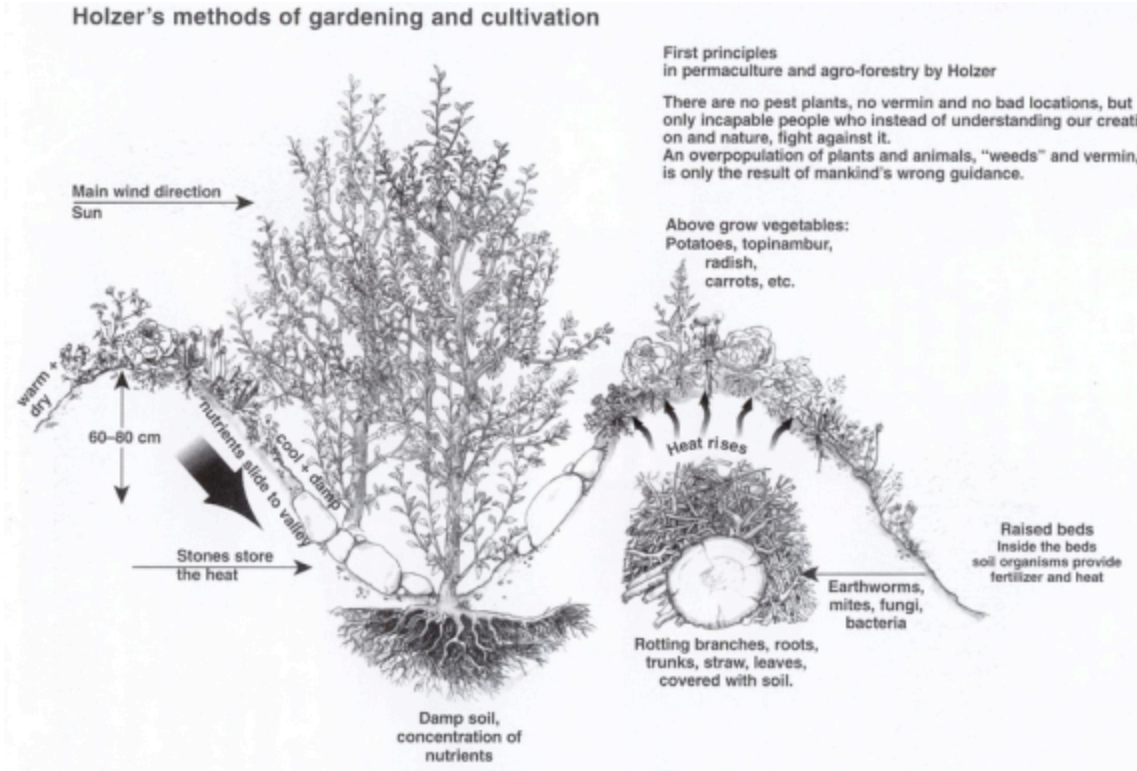 Holzer's methods of gardening and cultivation
First principles
in permaculture and agro-forestry by Holzer
There are no pest plants, no vermin and no bad locations, but
only incapable people who instead of understanding our creati
on and nature, fight against it.
An overpopulation of plants and animals, "weeds" and vermin,
is only the result of mankind's wrong guidance.
Main wind direction
Sun
Above grow vegetables:
Potatoes, topinambur,
radish,
carrots, etc.
warm +
dry
60–80 cm
nutrients slide to valley
cool + damp
Heat rises
Stones store
the heat
Raised beds
Inside the beds
soil organisms provide
fertilizer and heat
Earthworms,
mites, fungi,
bacteria
Rotting branches, roots,
trunks, straw, leaves,
covered with soil.
Damp soil,
concentration of
nutrients